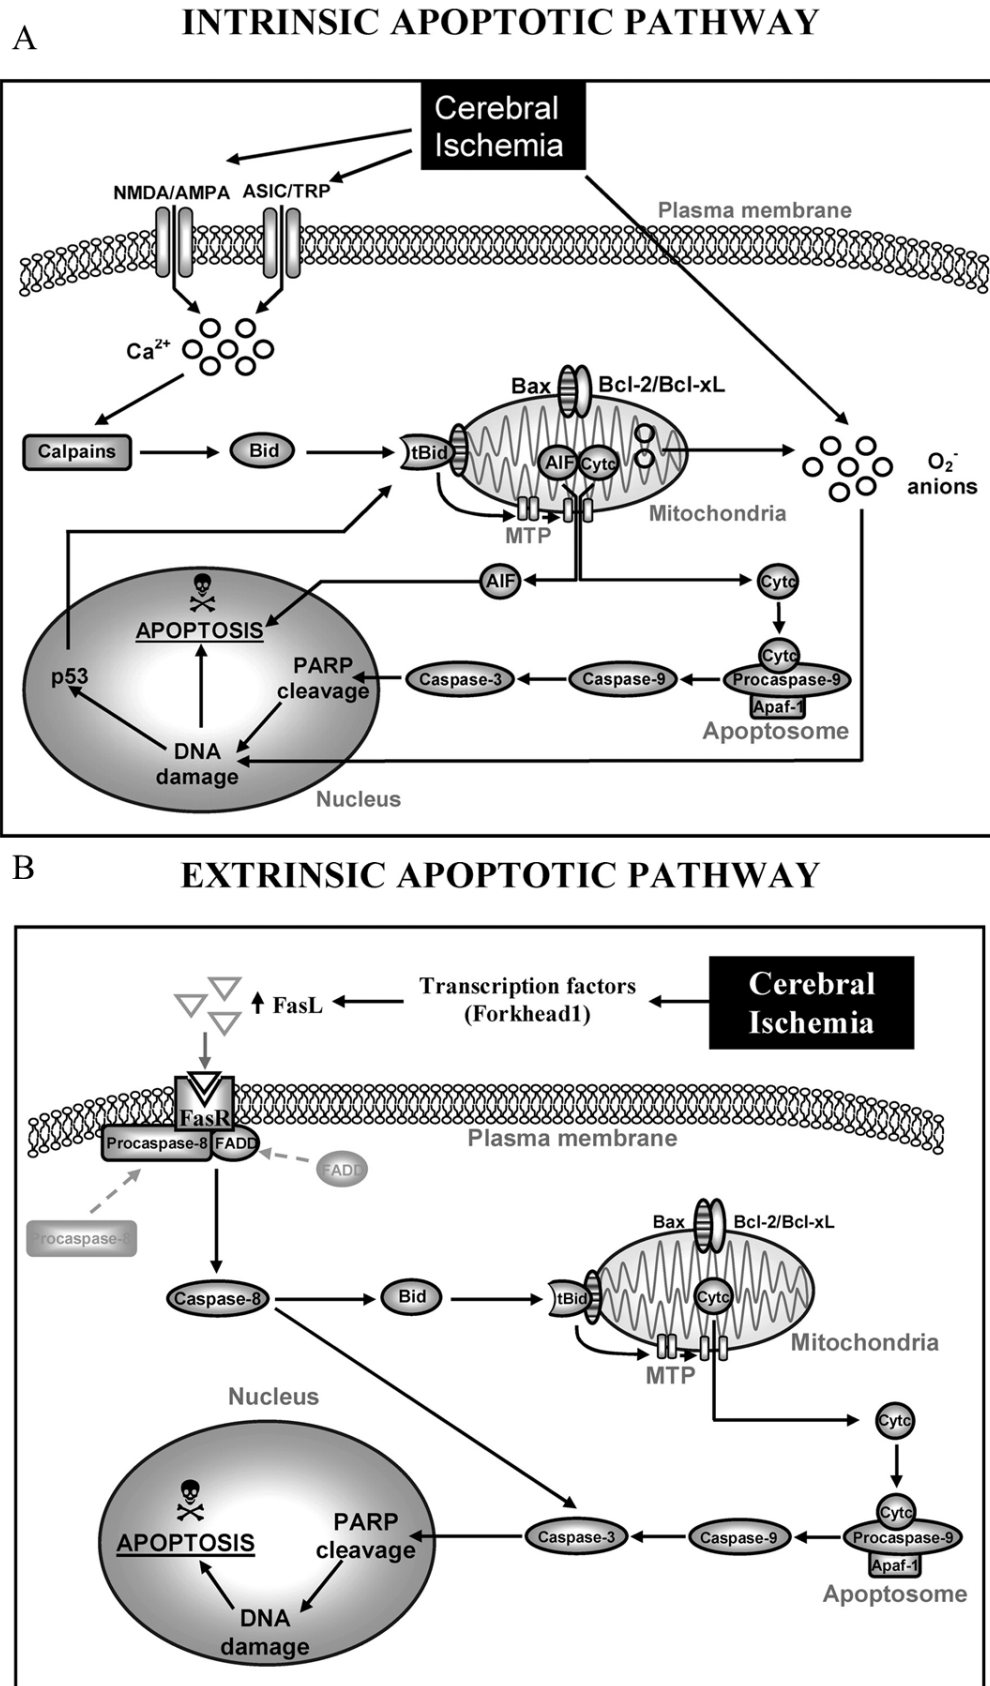 A
INTRINSIC APOPTOTIC PATHWAY
Cerebral
Ischemia
NMDA/AMPA
ASIC/TRP
Plasma membrane
Ca2+
Bax
Bcl-2/Bcl-xL
Calpains
Bid
tBid
AIF
Cytc
O2-
anions
Mitochondria
MTP
AIF
Cytc
APOPTOSIS
Cytc
p53
PARP
cleavage
Caspase-3
Caspase-9
Procaspase-9
Apaf-1
Apoptosome
DNA
damage
Nucleus
B
EXTRINSIC APOPTOTIC PATHWAY
Cerebral
Ischemia
Transcription factors
(Forkhead1)
FasL
FasR
Procaspase-8
FADD
Plasma membrane
FADD
Procaspase-8
Bax
Bcl-2/Bcl-xL
Caspase-8
Bid
tBid
Cytc
Mitochondria
MTP
Nucleus
Cytc
Cytc
APOPTOSIS
PARP
cleavage
Caspase-3
Caspase-9
Procaspase-9
Apaf-1
Apoptosome
DNA
damage